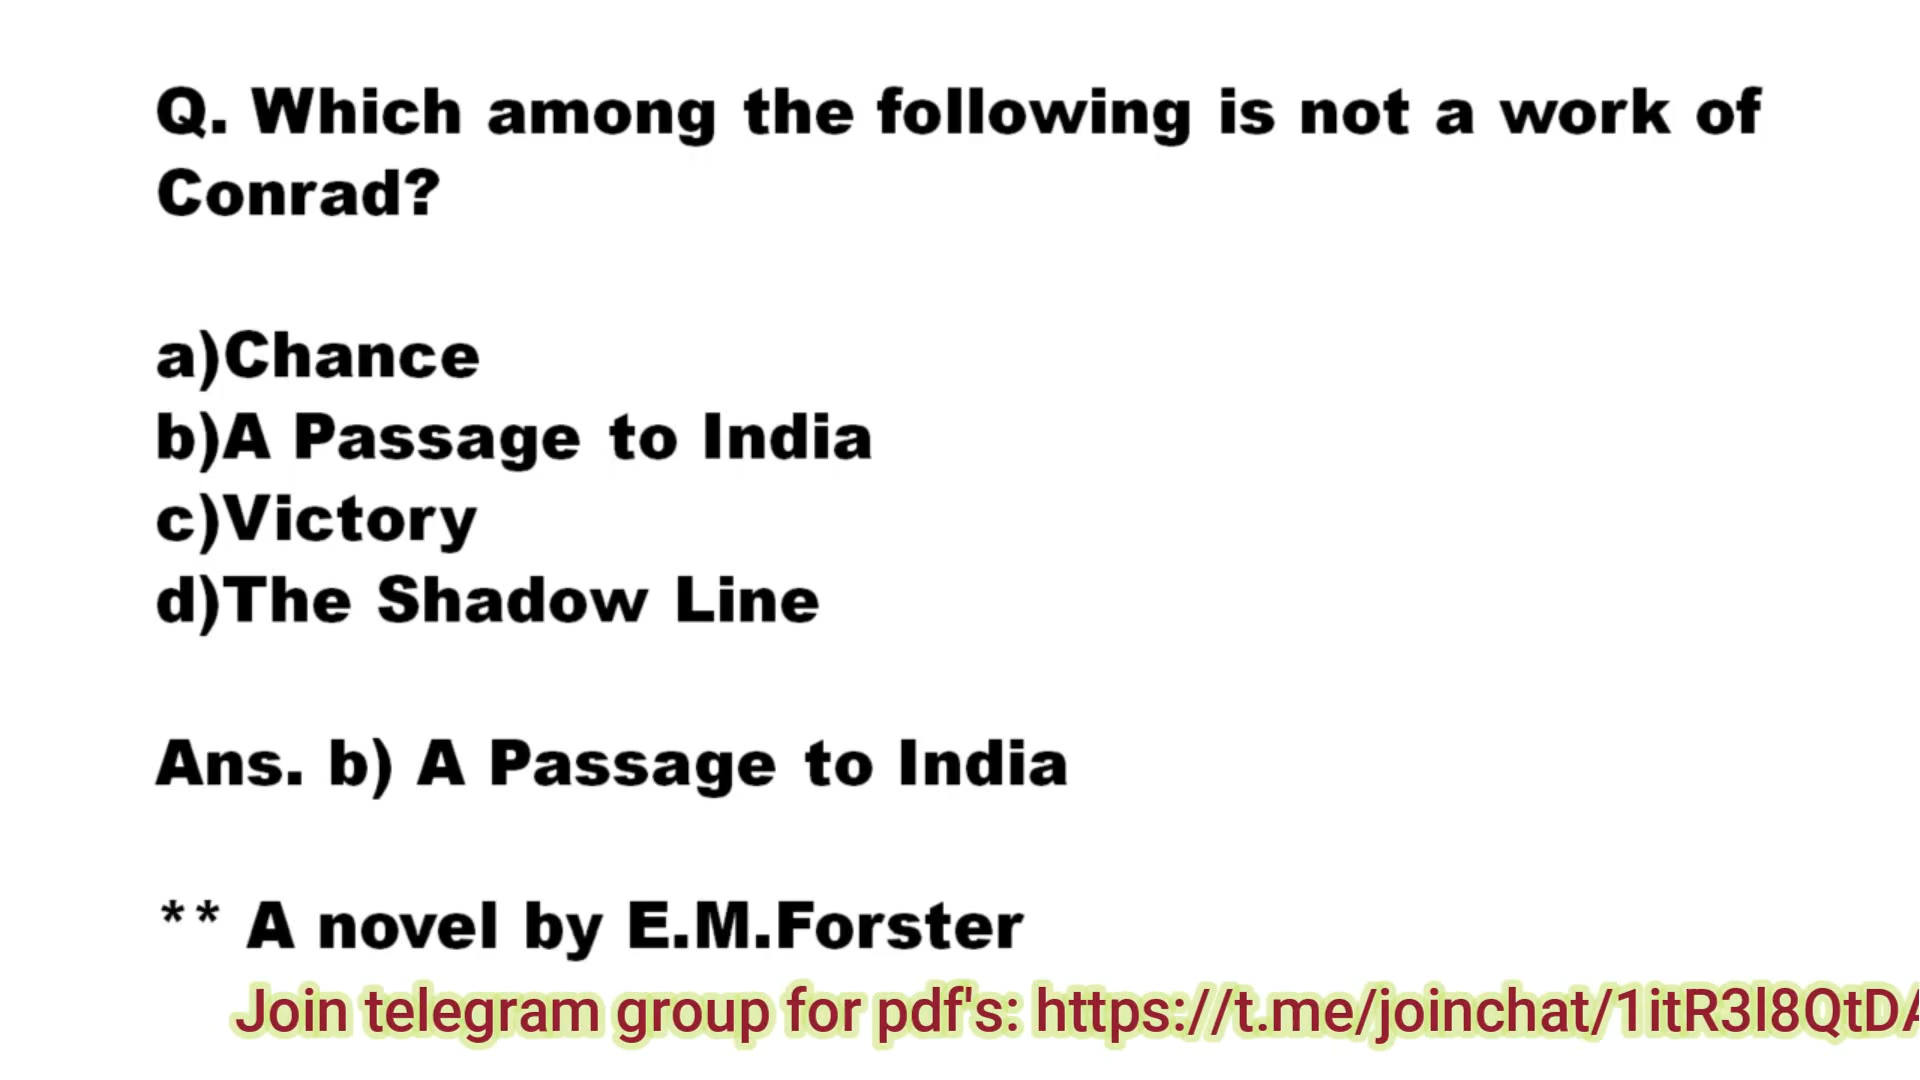 Q. Which among the following is not a work of
Conrad?
a)Chance
b)A Passage to India
c)Victory
d)The Shadow Line
Ans. b) A Passage to India
** A novel by E.M.Forster
Join telegram group for pdf's: https://t.me/joinchat/1itR3l8QtDA